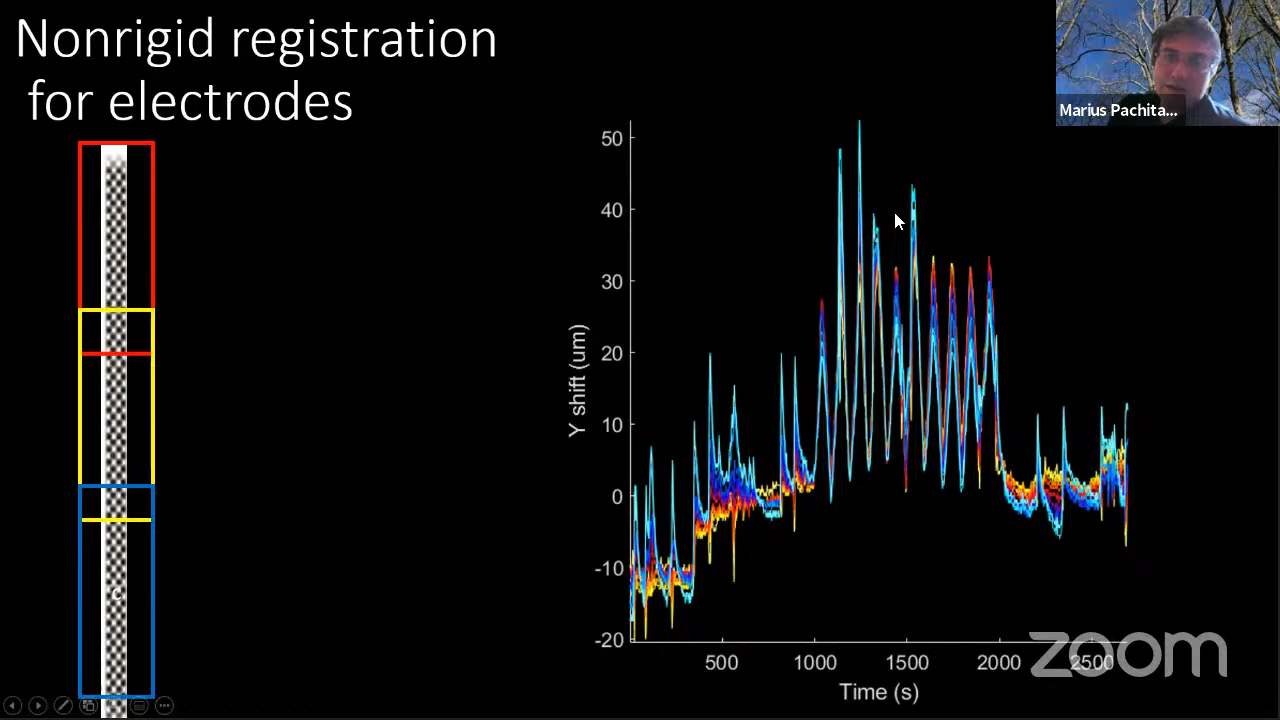 Nonrigid registration
for electrodes
Marius Pachita...
50
40
30
20
10
0
-10
-20
Y shift (um)
500
1000
1500
2000
2500
Time (s)
zoom
c